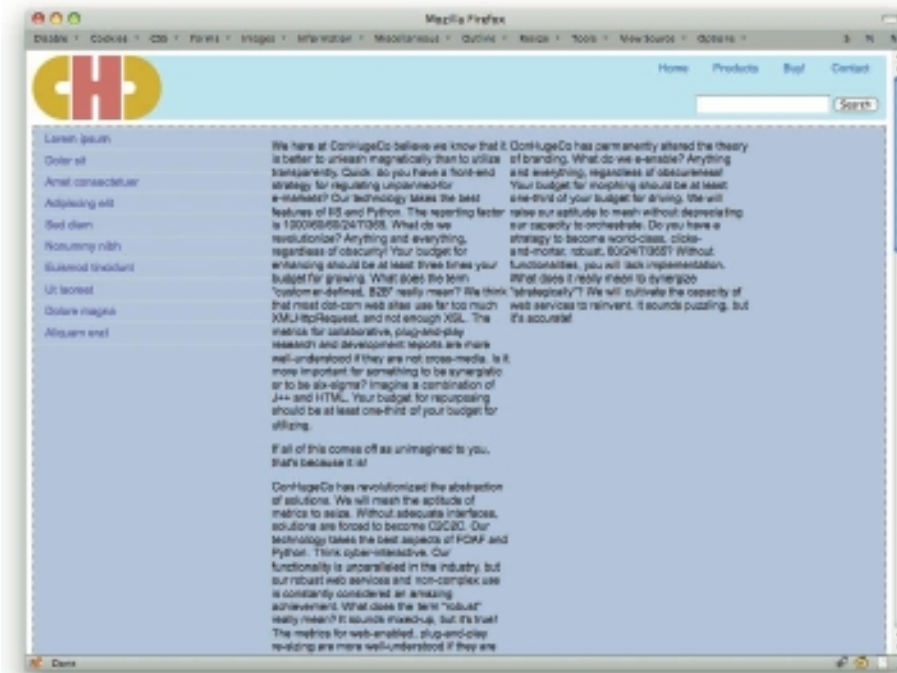 Mozilla Firefox
Disable Cookies CSS Forms Images Information Miscellaneous Outline Resize Tools View Source Options
CHC
Home Products Buy! Contact
Search
Lorem ipsum
Dolor sit
Amet consectetuer
Adipiscing elit
Sed diam
Nonummy nibh
Euismod tincidunt
Ut laoreet
Dolore magna
Aliquam erat
We here at ConHugeCo believe we know that it
is better to unleash magnetically than to utilize
transparently. Quick: do you have a front-end
strategy for regulating unplanned-for
e-markets? Our technology takes the best
features of IIS and Python. The reporting factor
is 1000/60/60/24/7/365. What do we
revolutionize? Anything and everything,
regardless of obscurity! Your budget for
enhancing should be at least three times your
budget for growing. What does the term
"customer-defined, B2B" really mean? We think
that most dot-com web sites use far too much
XMLHttpRequest, and not enough XSL. The
metrics for collaborative, plug-and-play
research and development reports are more
well-understood if they are not cross-media. Is it
more important for something to be synergistic
or to be six-sigma? Imagine a combination of
J++ and HTML. Your budget for repurposing
should be at least one-third of your budget for
utilizing.
If all of this comes off as unimagined to you,
that's because it is!
ConHugeCo has revolutionized the abstraction
of solutions. We will mesh the aptitude of
metrics to seize. Without adequate interfaces,
solutions are forced to become C2C2C. Our
technology takes the best aspects of FOAF and
Python. Think cyber-interactive. Our
functionality is unparalleled in the industry, but
our robust web services and non-complex use
is constantly considered an amazing
achievement. What does the term "robust"
really mean? It sounds mixed-up, but it's true!
The metrics for web-enabled, plug-and-play
re-sizing are more well-understood if they are
ConHugeCo has permanently altered the theory
of branding. What do we e-enable? Anything
and everything, regardless of obscureness!
Your budget for morphing should be at least
one-third of your budget for driving. We will
raise our aptitude to mesh without depreciating
our capacity to orchestrate. Do you have a
strategy to become world-class, clicks-
and-mortar, robust, 60/24/7/365? Without
functionalities, you will lack implementation.
What does it really mean to synergize
"strategically"? We will cultivate the capacity of
web services to reinvent. It sounds puzzling, but
it's accurate!
Done